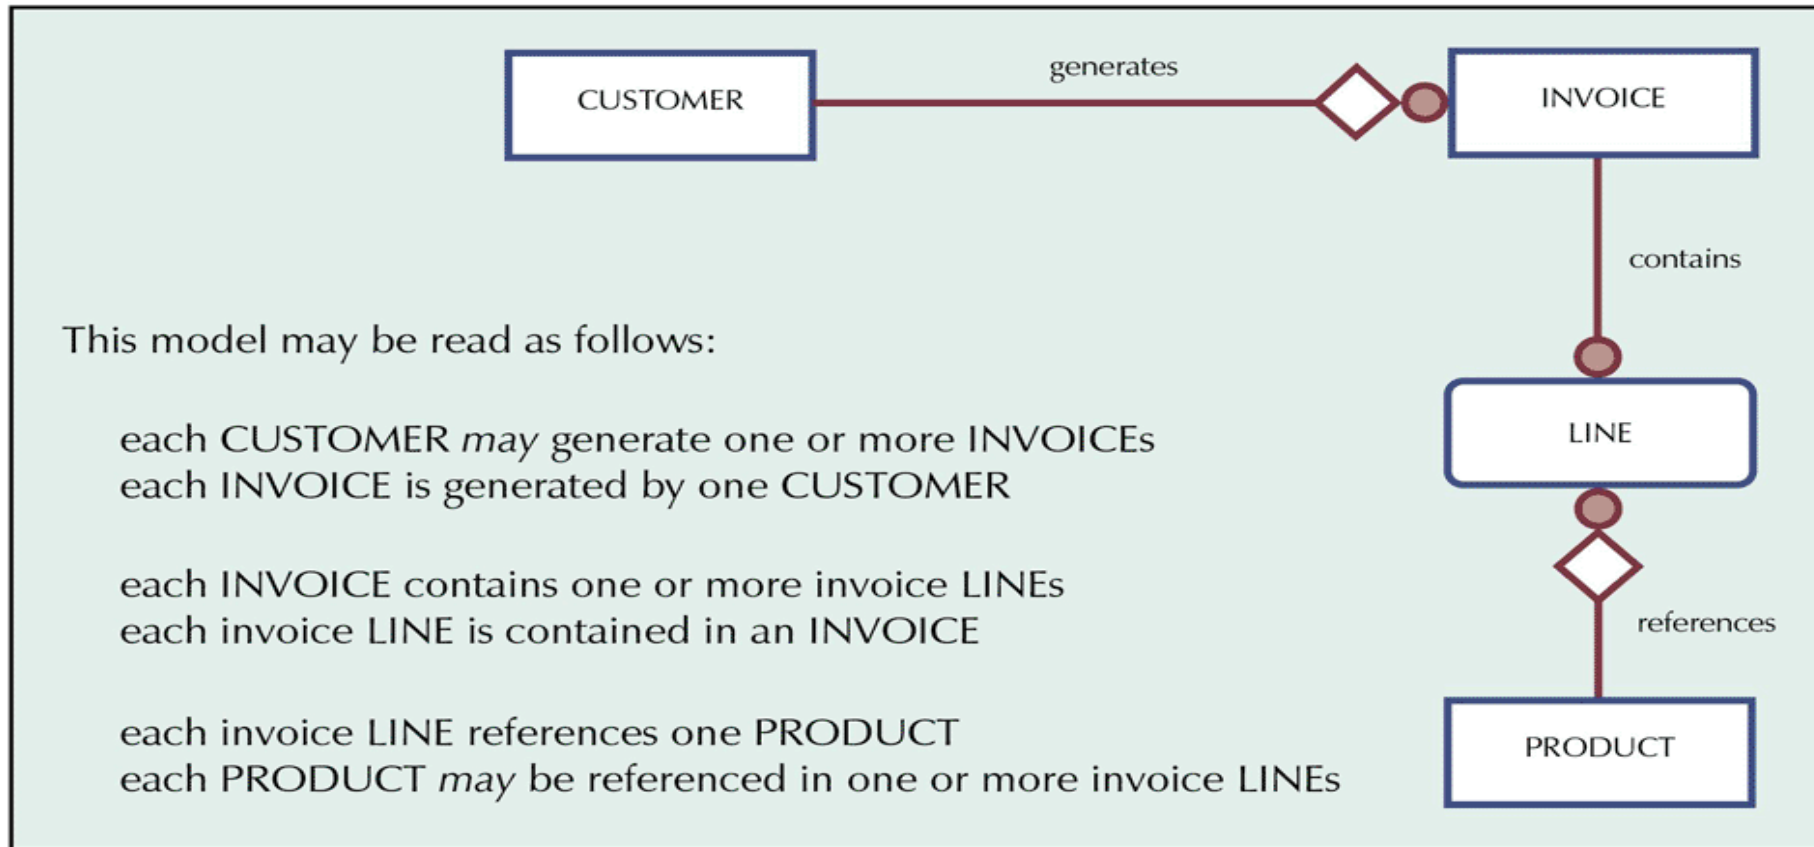 CUSTOMER
generates
INVOICE
contains
This model may be read as follows:
each CUSTOMER may generate one or more INVOICEs
each INVOICE is generated by one CUSTOMER
LINE
each INVOICE contains one or more invoice LINEs
each invoice LINE is contained in an INVOICE
references
each invoice LINE references one PRODUCT
each PRODUCT may be referenced in one or more invoice LINEs
PRODUCT